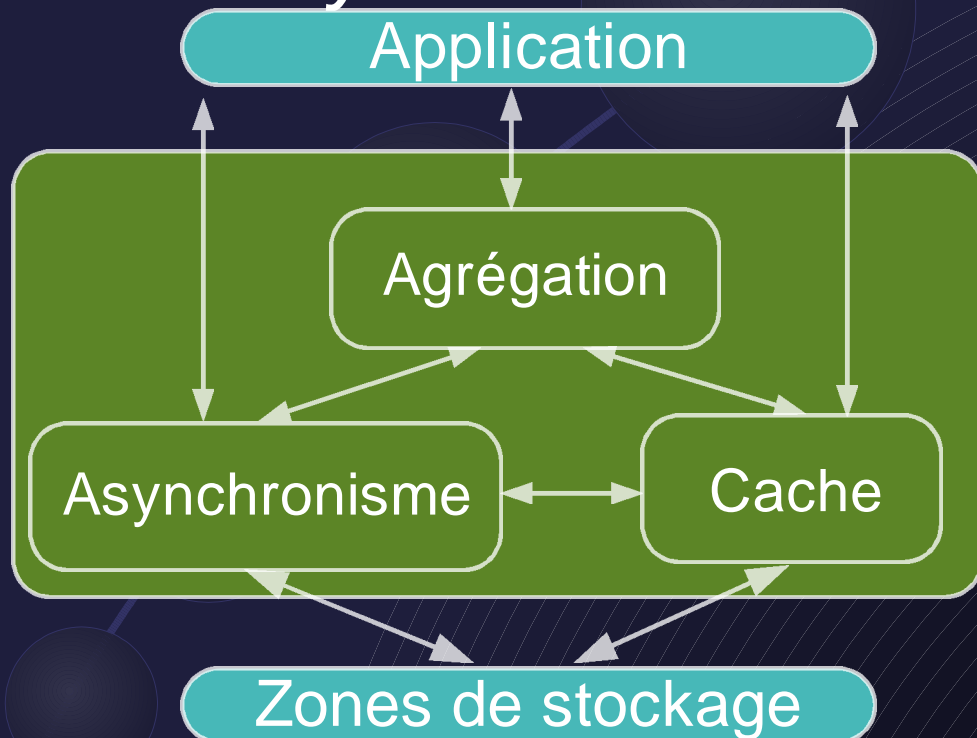 Application
Agrégation
Asynchronisme
Cache
Zones de stockage